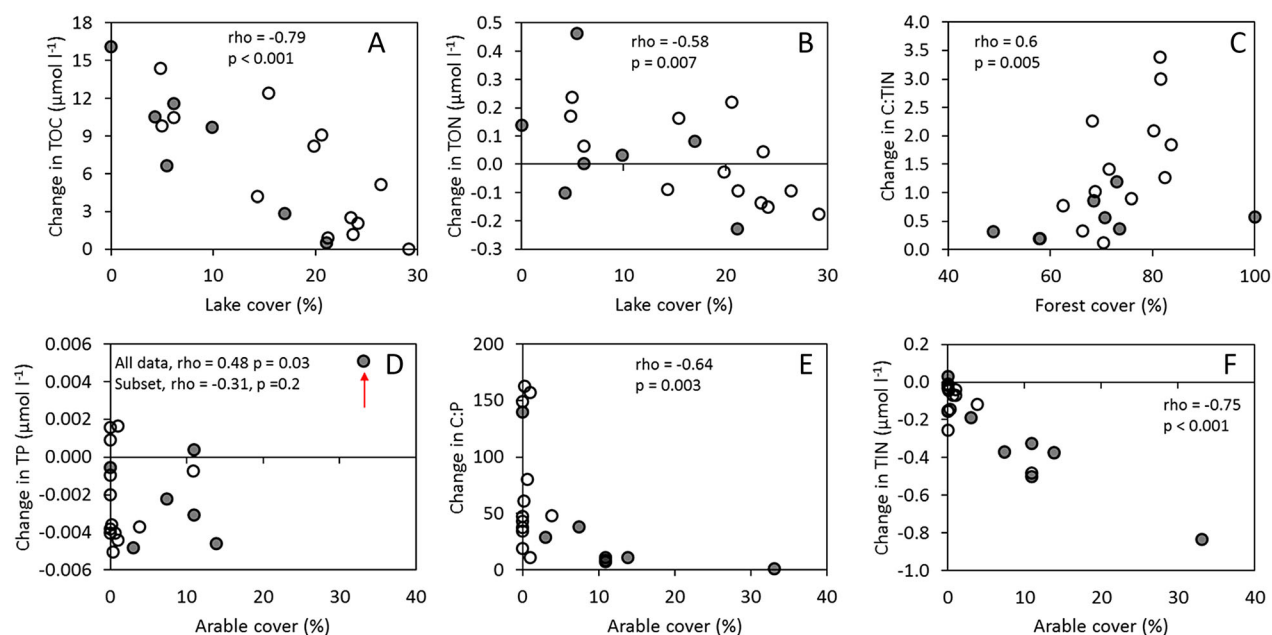 18
15
12
9
6
3
0
Change in TOC (µmol l⁻¹)
rho = -0.79
p < 0.001
A
0 10 20 30
Lake cover (%)
0.5
0.4
0.3
0.2
0.1
0.0
-0.1
-0.2
-0.3
Change in TON (µmol l⁻¹)
rho = -0.58
p = 0.007
B
0 10 20 30
Lake cover (%)
4.0
3.5
3.0
2.5
2.0
1.5
1.0
0.5
0.0
Change in C:TIN
rho = 0.6
p = 0.005
C
40 60 80 100
Forest cover (%)
0.006
0.004
0.002
0.000
-0.002
-0.004
-0.006
Change in TP (µmol l⁻¹)
All data, rho = 0.48 p = 0.03
Subset, rho = -0.31, p =0.2
D
0 10 20 30 40
Arable cover (%)
200
150
100
50
0
Change in C:P
rho = -0.64
p = 0.003
E
0 10 20 30 40
Arable cover (%)
0.2
0.0
-0.2
-0.4
-0.6
-0.8
-1.0
Change in TIN (µmol l⁻¹)
rho = -0.75
p < 0.001
F
0 10 20 30 40
Arable cover (%)